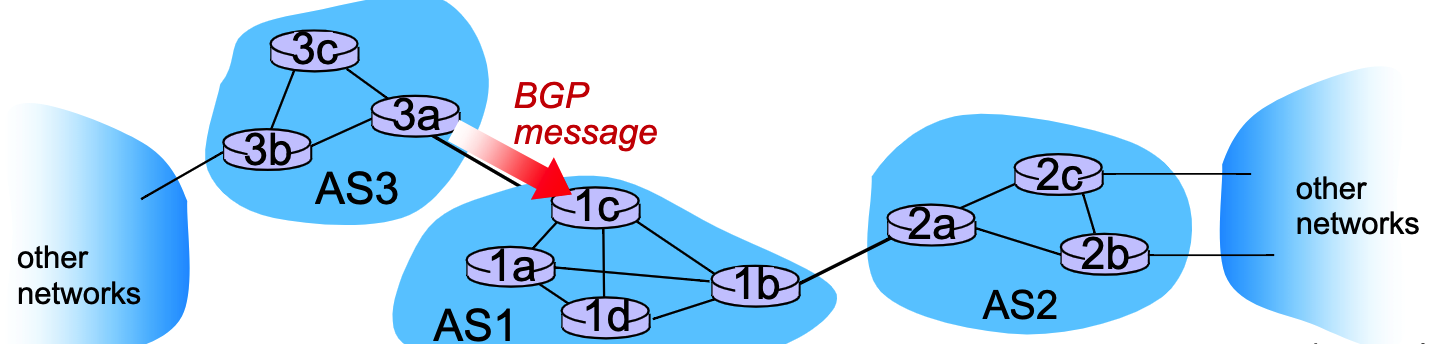 3c
BGP
message
3a
3b
AS3
2c
other
networks
1c
2a
2b
other
networks
1a
1b
AS2
1d
AS1